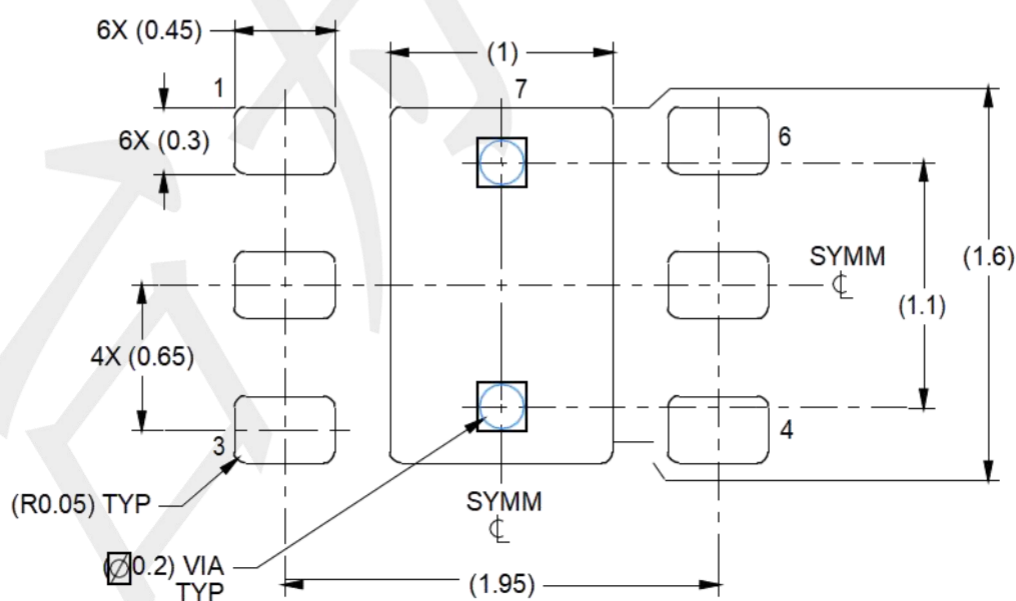 6X (0.45)
(1)
1
7
6X (0.3)
6
SYMM
℄
(1.6)
(1.1)
4X (0.65)
3
4
(R0.05) TYP
SYMM
℄
(⌀0.2) VIA
TYP
(1.95)